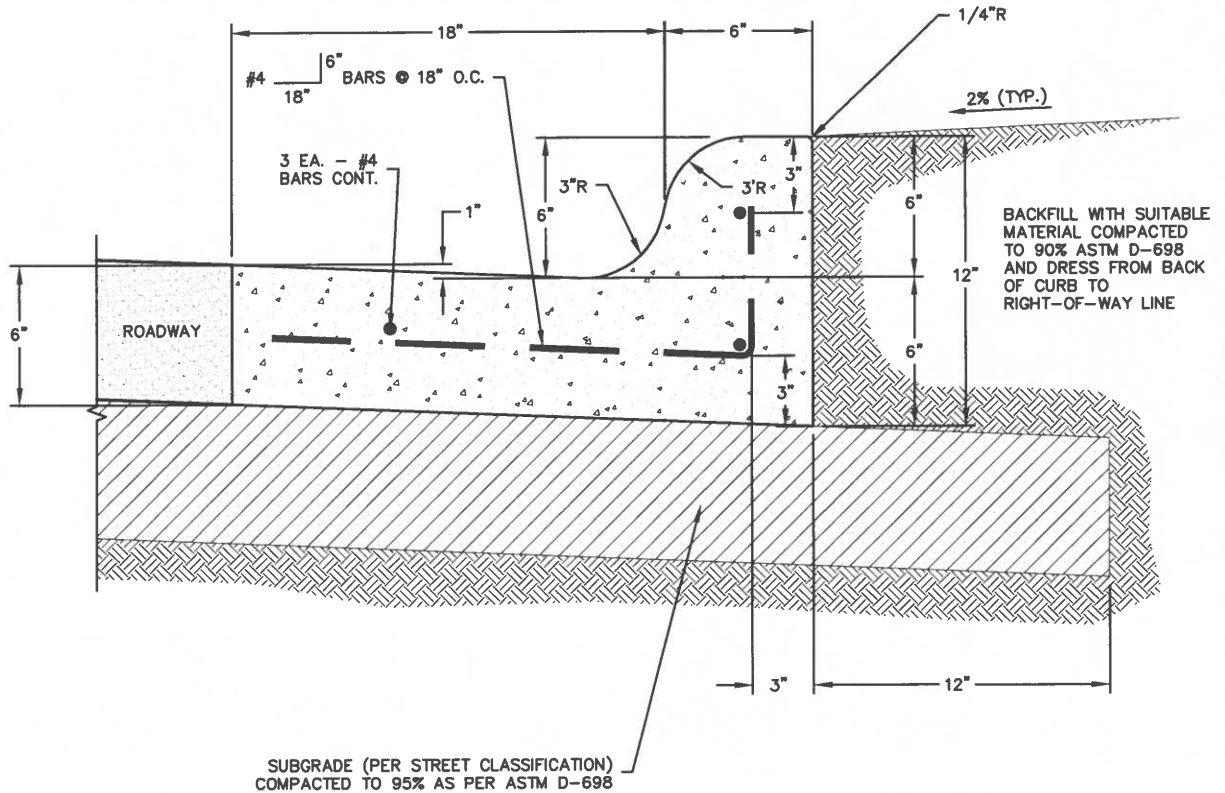 18"
6"
1/4"R
#4 18" 6" BARS @ 18" O.C.
2% (TYP.)
3 EA. - #4
BARS CONT.
1"
6"
3"R
3'R
3"
6"
12"
6"
BACKFILL WITH SUITABLE
MATERIAL COMPACTED
TO 90% ASTM D-698
AND DRESS FROM BACK
OF CURB TO
RIGHT-OF-WAY LINE
6"
ROADWAY
3"
3"
12"
SUBGRADE (PER STREET CLASSIFICATION)
COMPACTED TO 95% AS PER ASTM D-698